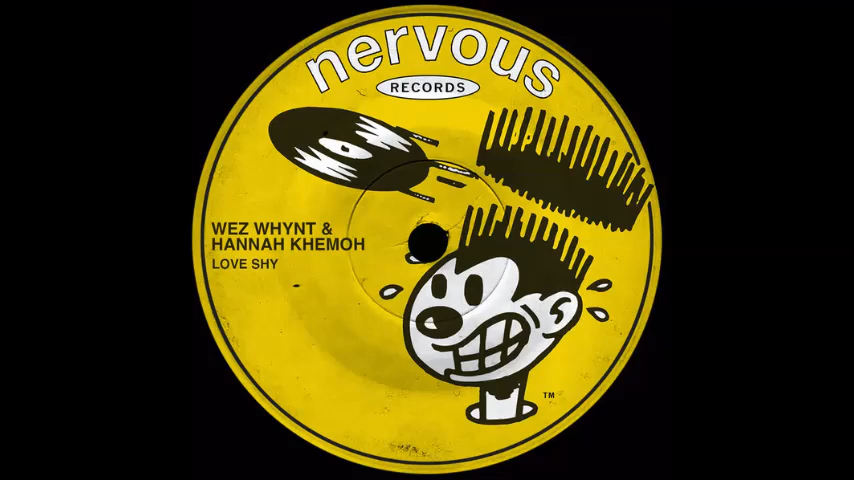 nervous
RECORDS
WEZ WHYNT &
HANNAH KHEMOH
LOVE SHY
TM